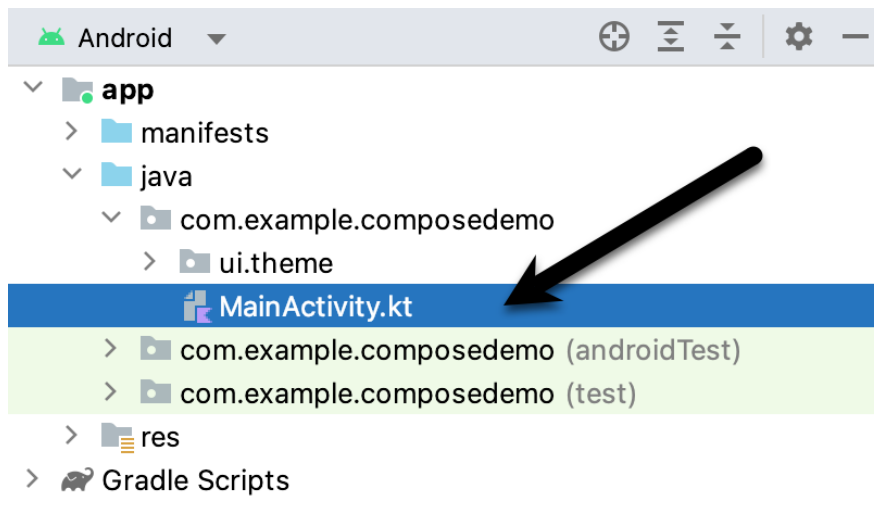 Android
app
manifests
java
com.example.composedemo
ui.theme
MainActivity.kt
com.example.composedemo (androidTest)
com.example.composedemo (test)
res
Gradle Scripts